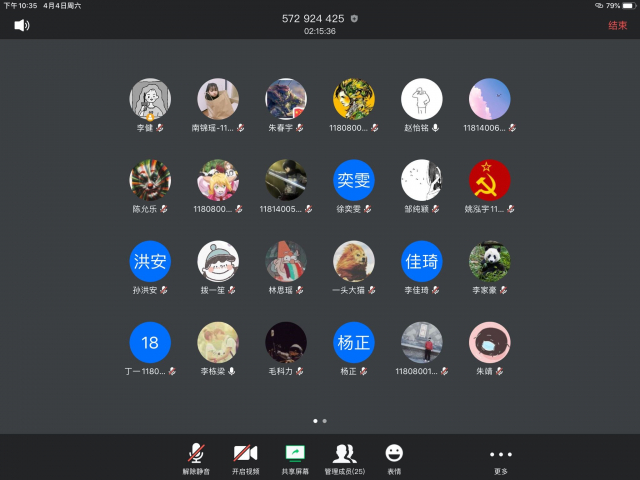 下午10:35 4月4日周六
79%
572 924 425
02:15:36
结束
李健
南锦瑶-11...
朱春宇
1180800...
赵怡铭
11814006...
陈允乐
1180800...
11814005...
奕雯
徐奕雯
邹纯颖
姚泓宇11...
洪安
孙洪安
拨一笙
林思瑶
一头大猫
佳琦
李佳琦
李家豪
18
丁一1180...
李栋梁
毛科力
杨正
杨正
11808001...
朱靖
解除静音
开启视频
共享屏幕
管理成员(25)
表情
更多